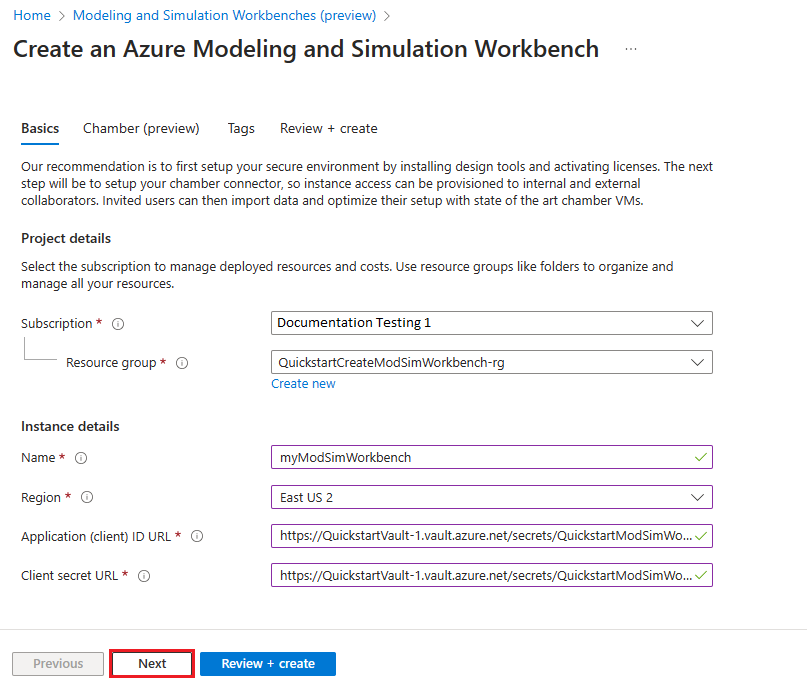 Home > Modeling and Simulation Workbenches (preview) >
Create an Azure Modeling and Simulation Workbench ...
Basics Chamber (preview) Tags Review + create
Our recommendation is to first setup your secure environment by installing design tools and activating licenses. The next
step will be to setup your chamber connector, so instance access can be provisioned to internal and external
collaborators. Invited users can then import data and optimize their setup with state of the art chamber VMs.
Project details
Select the subscription to manage deployed resources and costs. Use resource groups like folders to organize and
manage all your resources.
Subscription * Documentation Testing 1
Resource group * QuickstartCreateModSimWorkbench-rg
Create new
Instance details
Name * myModSimWorkbench
Region * East US 2
Application (client) ID URL * https://QuickstartVault-1.vault.azure.net/secrets/QuickstartModSimWo...
Client secret URL * https://QuickstartVault-1.vault.azure.net/secrets/QuickstartModSimWo...
Previous Next Review + create